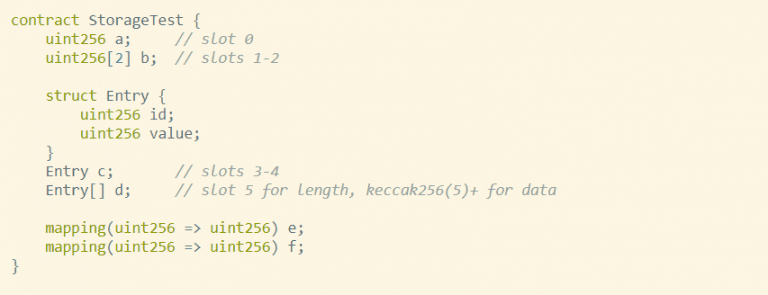 contract StorageTest {
    uint256 a;     // slot 0
    uint256[2] b;  // slots 1-2

    struct Entry {
        uint256 id;
        uint256 value;
    }
    Entry c;       // slots 3-4
    Entry[] d;     // slot 5 for length, keccak256(5)+ for data

    mapping(uint256 => uint256) e;
    mapping(uint256 => uint256) f;
}